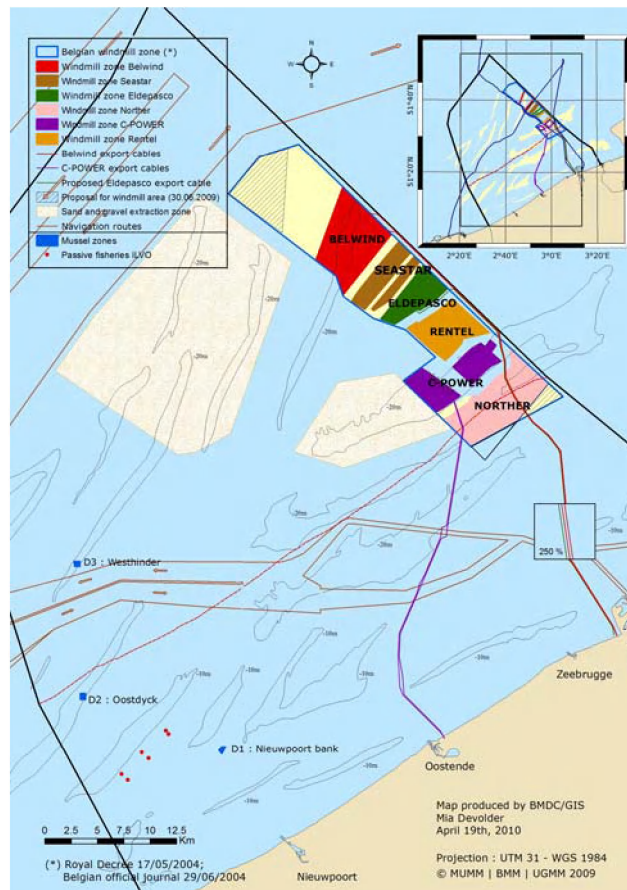 Belgian windmill zone (*)
Windmill zone Belwind
Windmill zone Seastar
Windmill zone Eldepasco
Windmill zone Norther
Windmill zone C-POWER
Windmill zone Rentel
Belwind export cables
C-POWER export cables
Proposed Eldepasco export cable
Proposal for windmill area (30.06.2009)
Sand and gravel extraction zone
Navigation routes
Mussel zones
Passive fisheries ILVO
N
W E
S
51°40'N
51°20'N
2°20'E 2°40'E 3°0'E 3°20'E
BELWIND
SEASTAR
ELDEPASCO
RENTEL
C-POWER
NORTHER
-20m
-20m
-20m
-20m
-20m
-20m
-20m
-20m
250 %
-10m
D3 : Westhinder
-10m
-10m
-10m
-10m
Zeebrugge
D2 : Oostdyck
D1 : Nieuwpoort bank
-10m
-10m
Oostende
Map produced by BMDC/GIS
Mia Devolder
April 19th, 2010
0 2.5 5 7.5 10 12.5
Km
Projection : UTM 31 - WGS 1984
© MUMM | BMM | UGMM 2009
(*) Royal Decree 17/05/2004;
Belgian official journal 29/06/2004
Nieuwpoort